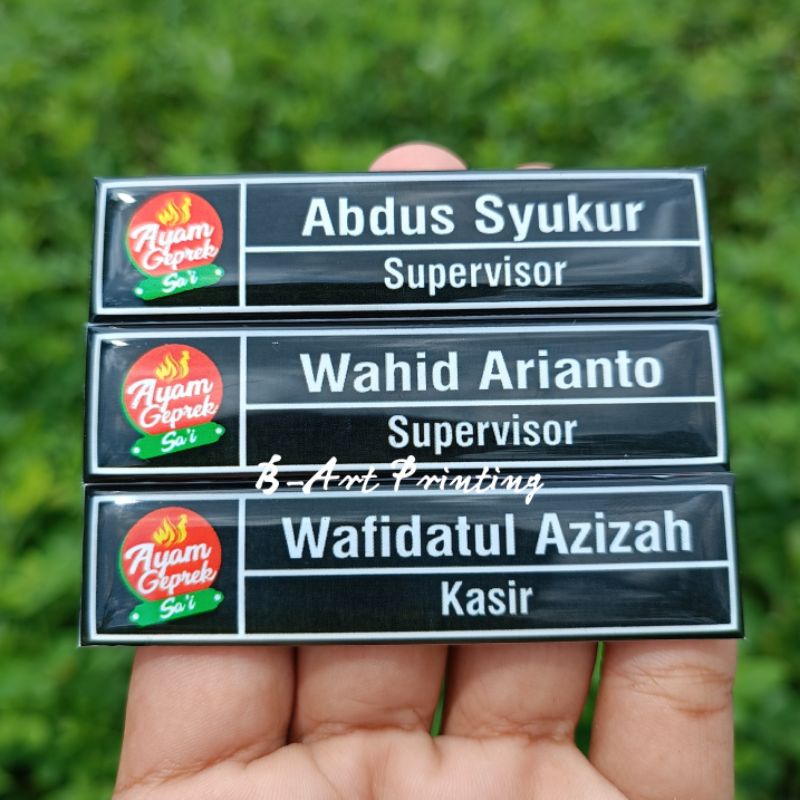 Ayam
Geprek
Sa'i
Abdus Syukur
Supervisor
Ayam
Geprek
Sa'i
Wahid Arianto
Supervisor
B-Art Printing
Ayam
Geprek
Sa'i
Wafidatul Azizah
Kasir